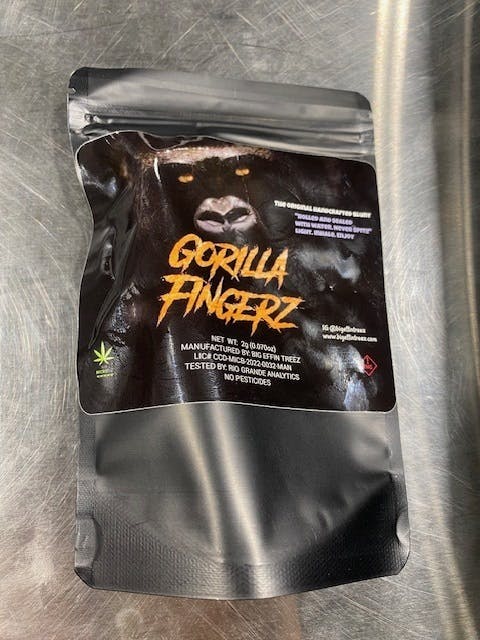 THE ORIGINAL HANDCRAFTED BLUNT
"ROLLED AND SEALED
WITH WATER, NEVER SPIT!"
LIGHT. INHALE. ENJOY
GORILLA
FINGERZ
IG @bigeffintreez
www.bigeffintreez.com
NET WT: 2g (0.070oz)
MANUFACTURED BY: BIG EFFIN TREEZ
LIC# CCD-MICB-2022-0032-MAN
TESTED BY: RIO GRANDE ANALYTICS
NO PESTICIDES